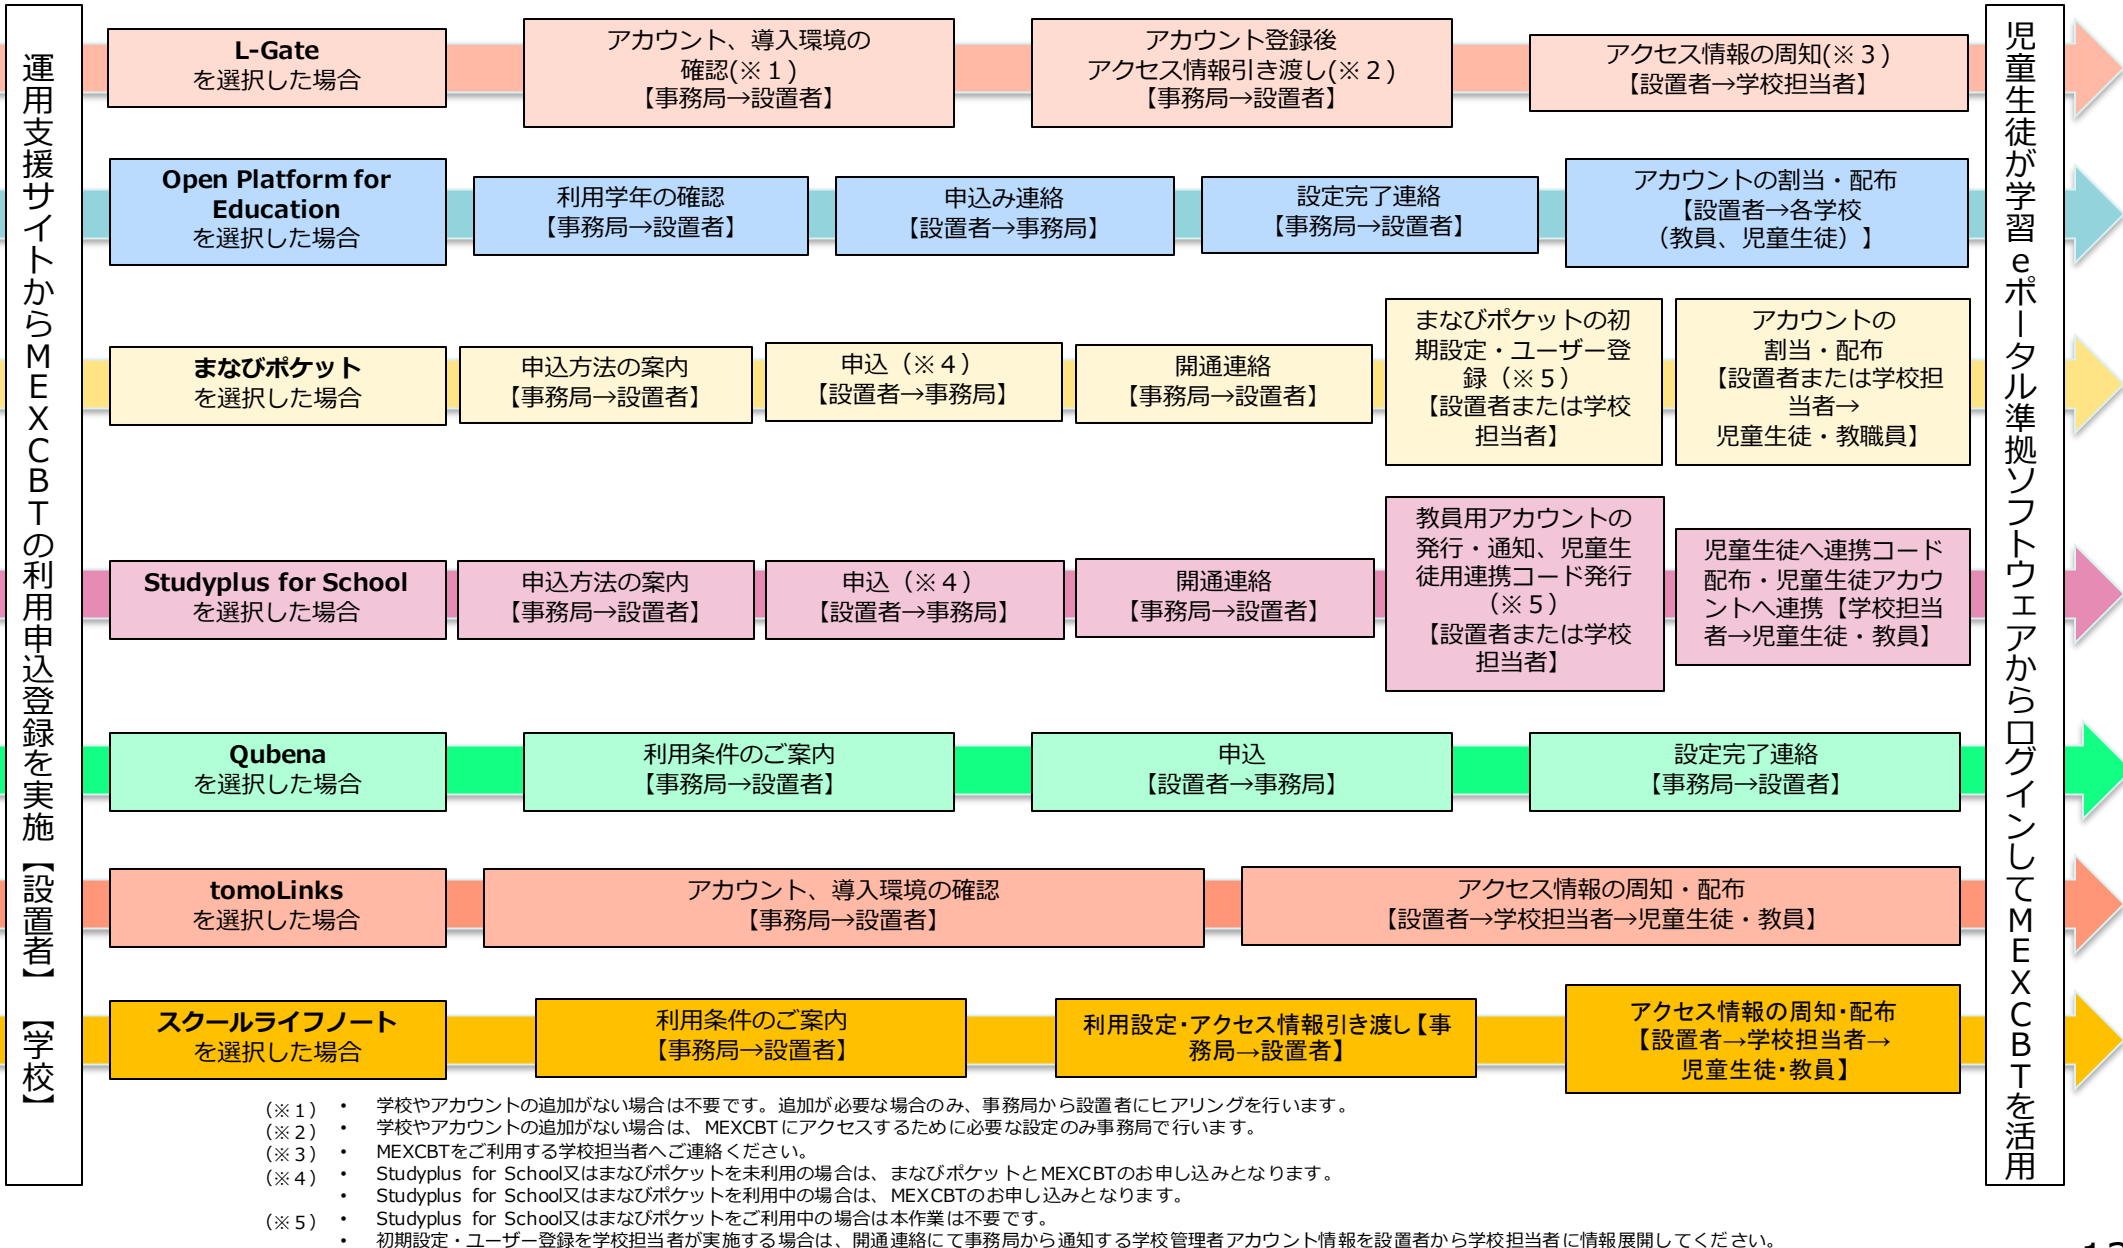 運用支援サイトからＭＥＸＣＢＴの利用申込登録を実施【設置者】【学校】
L-Gate
を選択した場合
アカウント、導入環境の
確認(※１)
【事務局→設置者】
アカウント登録後
アクセス情報引き渡し(※２)
【事務局→設置者】
アクセス情報の周知(※３)
【設置者→学校担当者】
Open Platform for
Education
を選択した場合
利用学年の確認
【事務局→設置者】
申込み連絡
【設置者→事務局】
設定完了連絡
【事務局→設置者】
アカウントの割当・配布
【設置者→各学校
（教員、児童生徒）】
まなびポケット
を選択した場合
申込方法の案内
【事務局→設置者】
申込（※４）
【設置者→事務局】
開通連絡
【事務局→設置者】
まなびポケットの初
期設定・ユーザー登
録（※５）
【設置者または学校
担当者】
アカウントの
割当・配布
【設置者または学校担
当者→
児童生徒・教職員】
Studyplus for School
を選択した場合
申込方法の案内
【事務局→設置者】
申込（※４）
【設置者→事務局】
開通連絡
【事務局→設置者】
教員用アカウントの
発行・通知、児童生
徒用連携コード発行
（※５）
【設置者または学校
担当者】
児童生徒へ連携コード
配布・児童生徒アカウ
ントへ連携【学校担当
者→児童生徒・教員】
Qubena
を選択した場合
利用条件のご案内
【事務局→設置者】
申込
【設置者→事務局】
設定完了連絡
【事務局→設置者】
tomoLinks
を選択した場合
アカウント、導入環境の確認
【事務局→設置者】
アクセス情報の周知・配布
【設置者→学校担当者→児童生徒・教員】
スクールライフノート
を選択した場合
利用条件のご案内
【事務局→設置者】
利用設定・アクセス情報引き渡し【事
務局→設置者】
アクセス情報の周知・配布
【設置者→学校担当者→
児童生徒・教員】
児童生徒が学習ｅポータル準拠ソフトウェアからログインしてＭＥＸＣＢＴを活用
（※１）• 学校やアカウントの追加がない場合は不要です。追加が必要な場合のみ、事務局から設置者にヒアリングを行います。
（※２）• 学校やアカウントの追加がない場合は、MEXCBTにアクセスするために必要な設定のみ事務局で行います。
（※３）• MEXCBTをご利用する学校担当者へご連絡ください。
（※４）• Studyplus for School又はまなびポケットを未利用の場合は、まなびポケットとMEXCBTのお申し込みとなります。
• Studyplus for School又はまなびポケットを利用中の場合は、MEXCBTのお申し込みとなります。
（※５）• Studyplus for School又はまなびポケットをご利用中の場合は本作業は不要です。
• 初期設定・ユーザー登録を学校担当者が実施する場合は、開通連絡にて事務局から通知する学校管理者アカウント情報を設置者から学校担当者に情報展開してください。